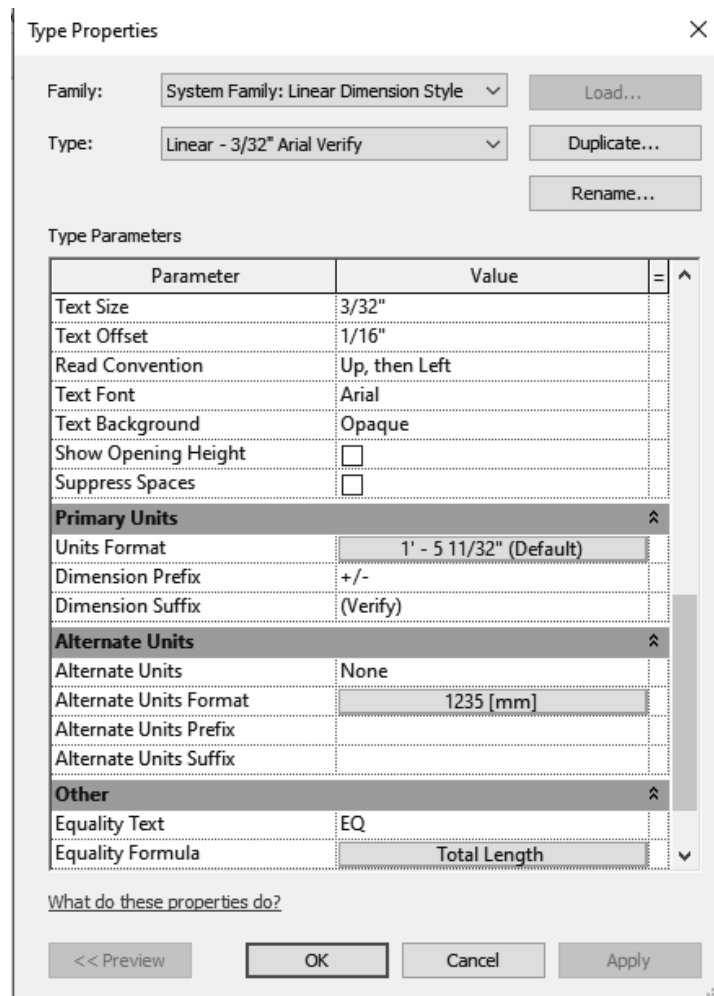 Type Properties
Family: System Family: Linear Dimension Style Load...
Type: Linear - 3/32" Arial Verify Duplicate...
Rename...
Type Parameters
Parameter Value =
Text Size 3/32"
Text Offset 1/16"
Read Convention Up, then Left
Text Font Arial
Text Background Opaque
Show Opening Height
Suppress Spaces
Primary Units
Units Format 1' - 5 11/32" (Default)
Dimension Prefix +/-
Dimension Suffix (Verify)
Alternate Units
Alternate Units None
Alternate Units Format 1235 [mm]
Alternate Units Prefix
Alternate Units Suffix
Other
Equality Text EQ
Equality Formula Total Length
What do these properties do?
<< Preview OK Cancel Apply